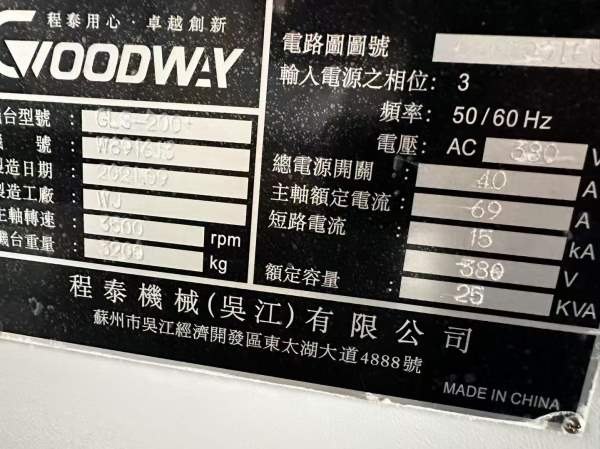 程泰用心·卓越創新
GOODWAY
台型號 : GLS-200
號 :
製造日期 : 2021.09
製造工廠 : WJ
主軸轉速 3500 rpm
機台重量 : 3200 kg
電路圖圖號
輸入電源之相位: 3
頻率: 50/60 Hz
電壓: AC 380 V
總電源開關 : 40 A
主軸額定電流 : 69 A
短路電流 : 15 kA
380 V
額定容量 : 25 KVA
程泰機械(吳江)有限公司
蘇州市吳江經濟開發區東太湖大道4888號
MADE IN CHINA